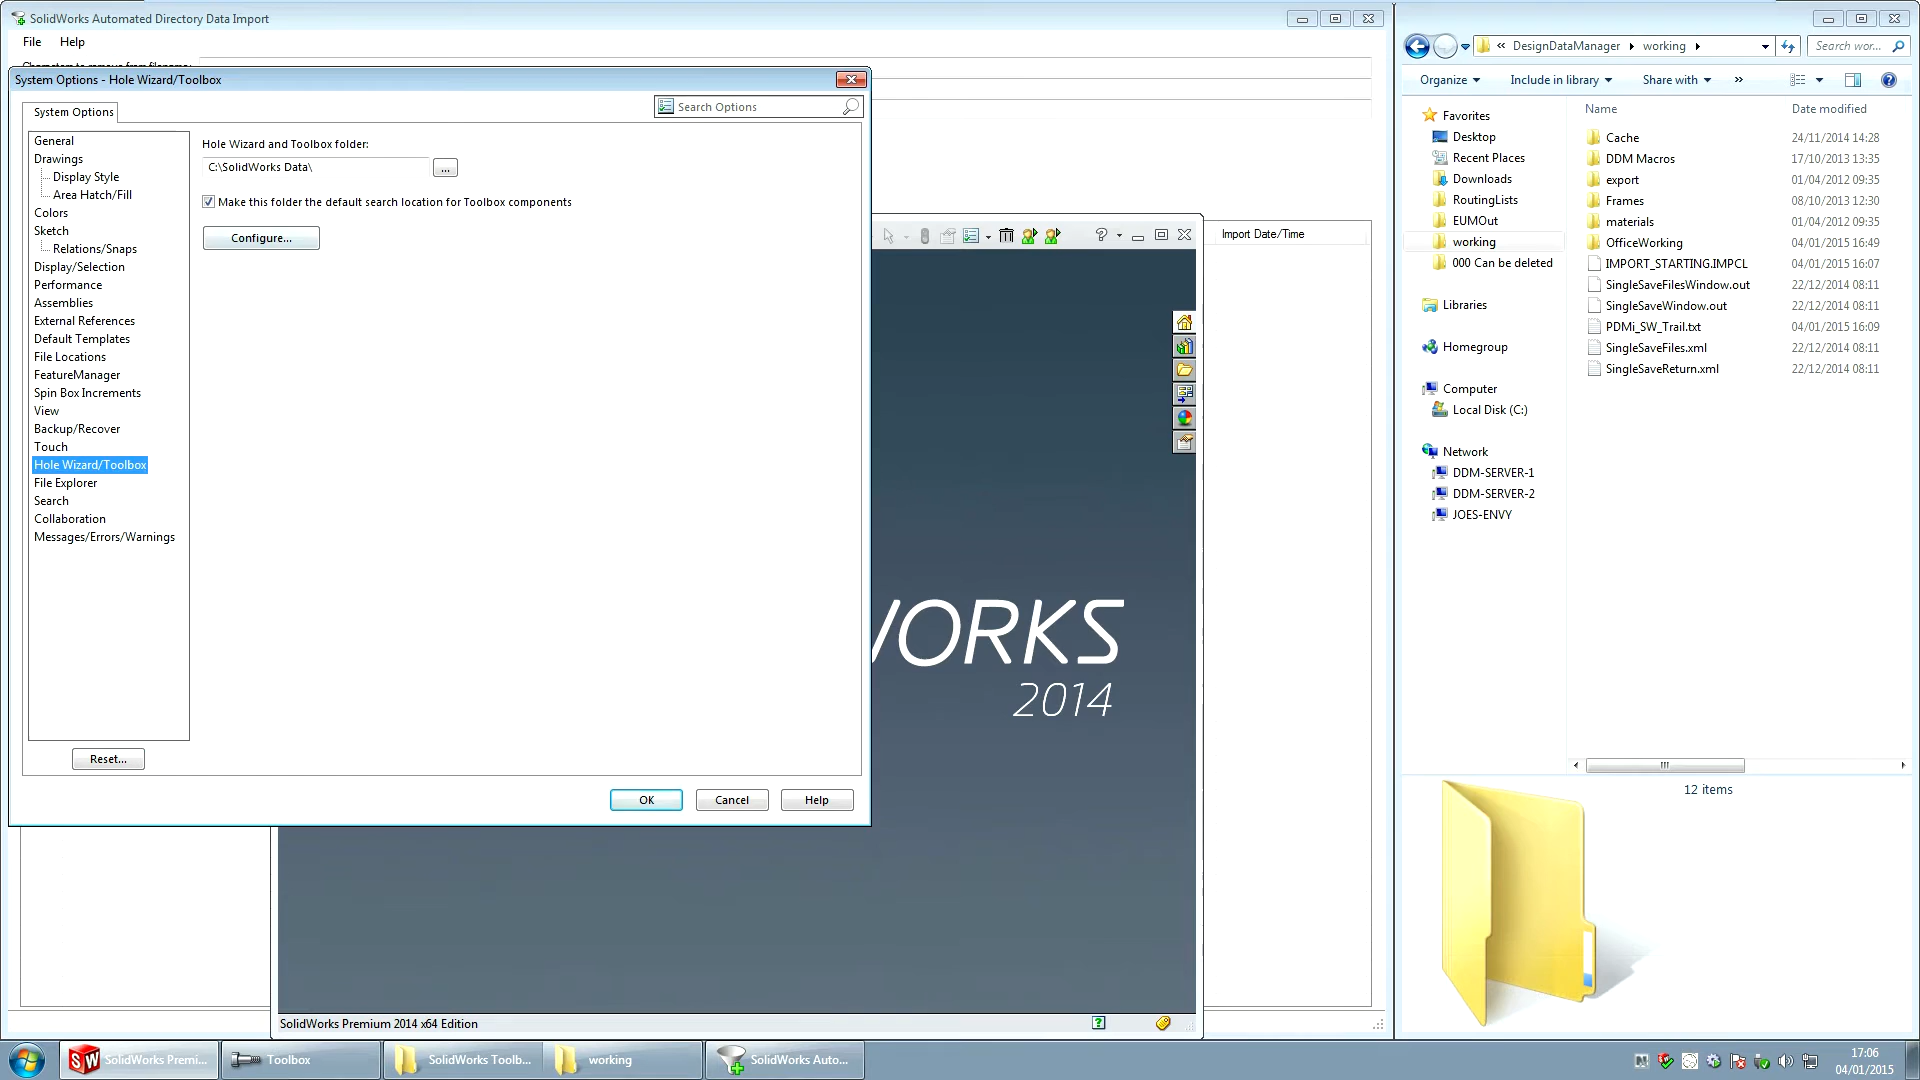 SolidWorks Automated Directory Data Import
File Help
System Options - Hole Wizard/Toolbox
System Options
Search Options
General
Drawings
Display Style
Area Hatch/Fill
Colors
Sketch
Relations/Snaps
Display/Selection
Performance
Assemblies
External References
Default Templates
File Locations
FeatureManager
Spin Box Increments
View
Backup/Recover
Touch
Hole Wizard/Toolbox
File Explorer
Search
Collaboration
Messages/Errors/Warnings
Reset...
Hole Wizard and Toolbox folder:
C:\SolidWorks Data\
...
Make this folder the default search location for Toolbox components
Configure...
OK Cancel Help
Import Date/Time
WORKS
2014
SolidWorks Premium 2014 x64 Edition
« DesignDataManager working
Search wor...
Organize Include in library Share with »
Favorites
Desktop
Recent Places
Downloads
RoutingLists
EUMOut
working
000 Can be deleted
Libraries
Homegroup
Computer
Local Disk (C:)
Network
DDM-SERVER-1
DDM-SERVER-2
JOES-ENVY
Name Date modified
Cache 24/11/2014 14:28
DDM Macros 17/10/2013 13:35
export 01/04/2012 09:35
Frames 08/10/2013 12:30
materials 01/04/2012 09:35
OfficeWorking 04/01/2015 16:49
IMPORT_STARTING.IMPCL 04/01/2015 16:07
SingleSaveFilesWindow.out 22/12/2014 08:11
SingleSaveWindow.out 22/12/2014 08:11
PDMi_SW_Trail.txt 04/01/2015 16:09
SingleSaveFiles.xml 22/12/2014 08:11
SingleSaveReturn.xml 22/12/2014 08:11
12 items
SolidWorks Premi...
Toolbox
SolidWorks Toolb...
working
SolidWorks Auto...
17:06
04/01/2015